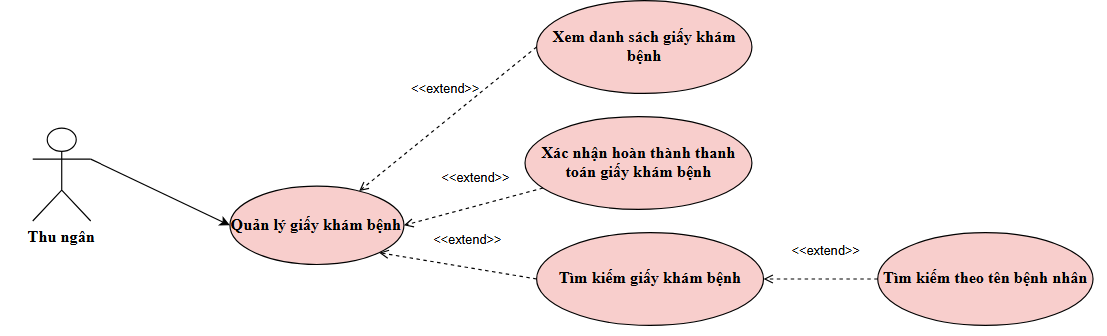 Xem danh sách giấy khám
bệnh
<<extend>>
Xác nhận hoàn thành thanh
toán giấy khám bệnh
<<extend>>
Quản lý giấy khám bệnh
Thu ngân
<<extend>>
<<extend>>
Tìm kiếm giấy khám bệnh
Tìm kiếm theo tên bệnh nhân